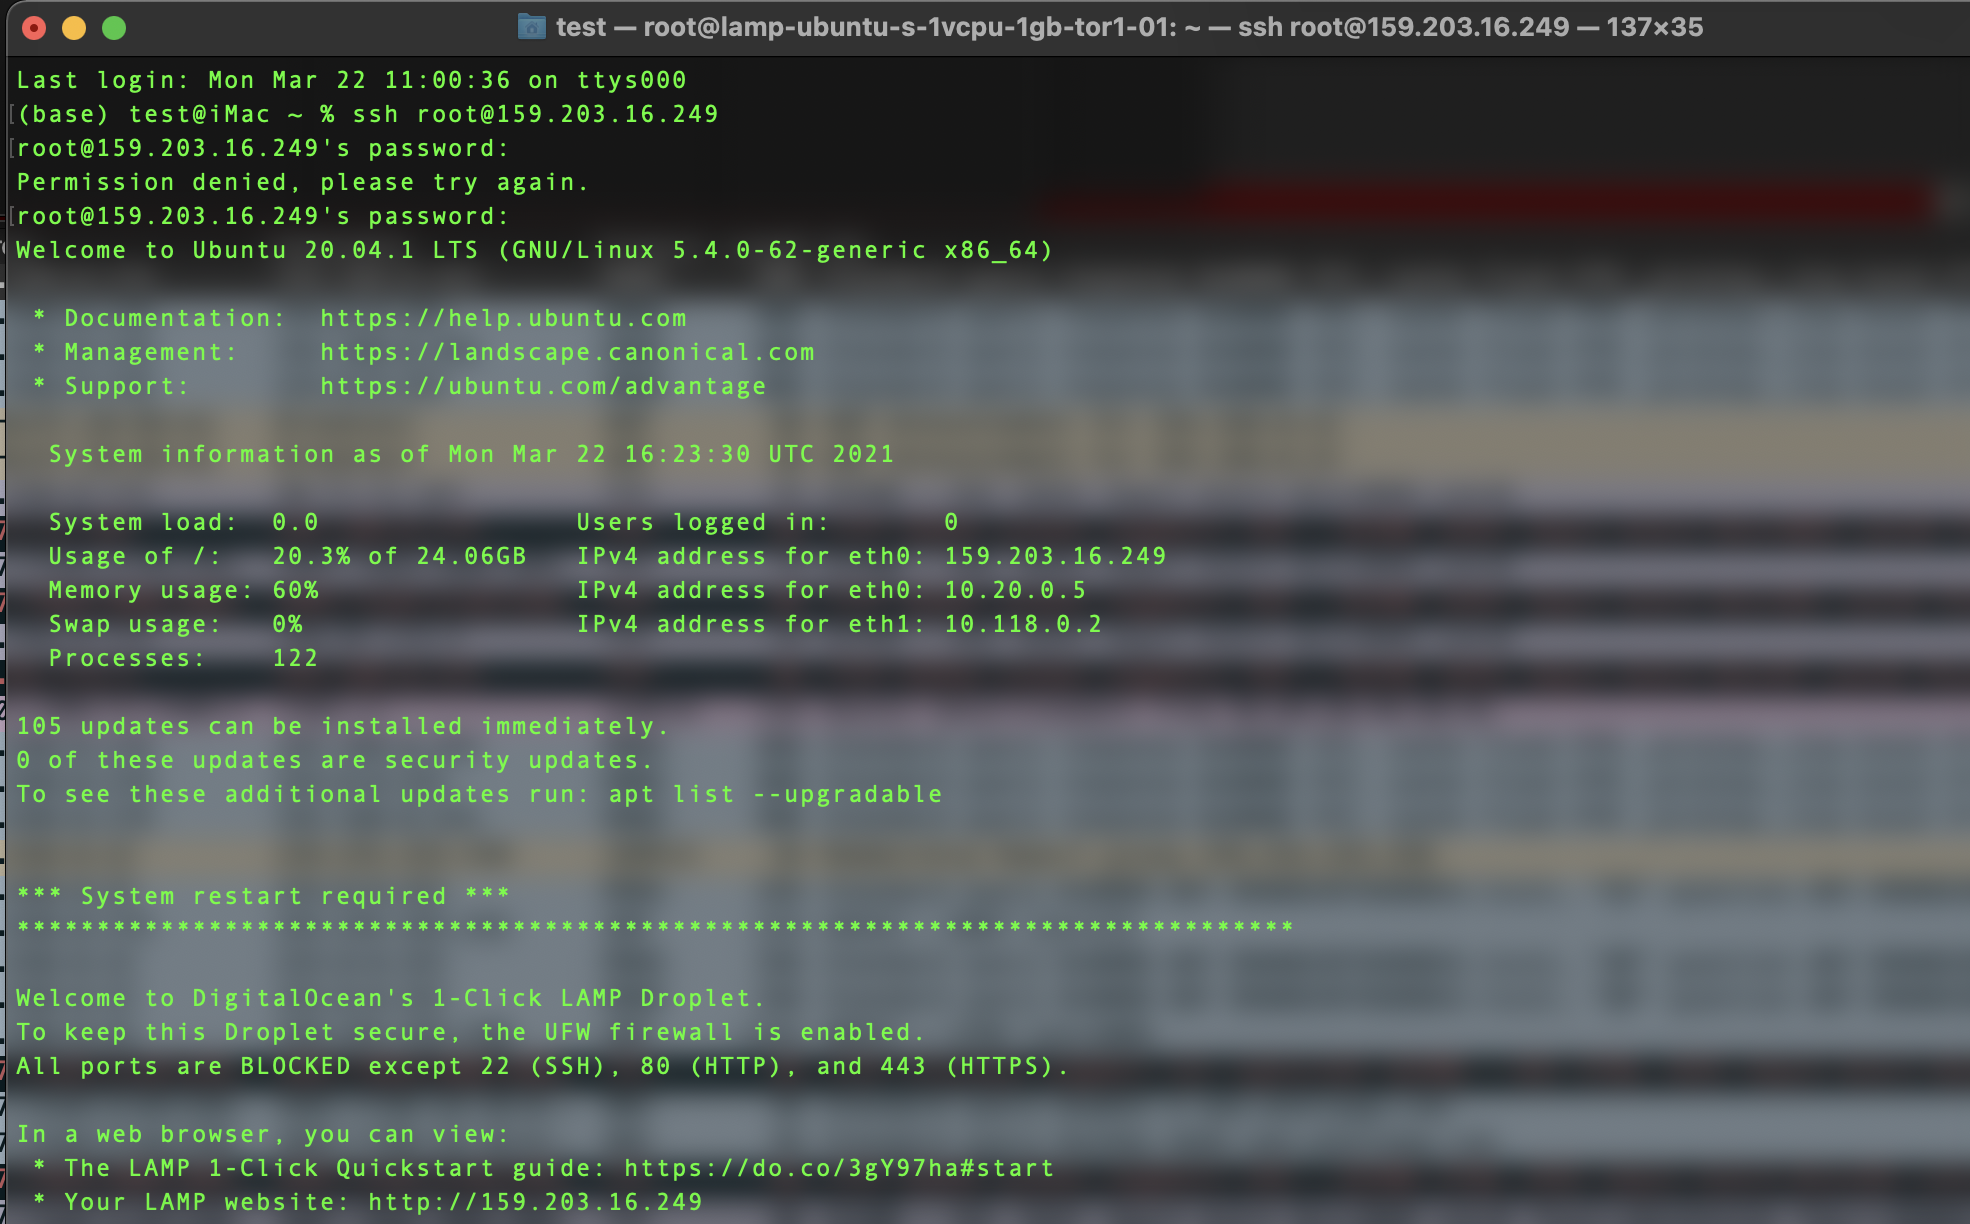 test — root@lamp-ubuntu-s-1vcpu-1gb-tor1-01: ~ — ssh root@159.203.16.249 — 137×35
Last login: Mon Mar 22 11:00:36 on ttys000
[(base) test@iMac ~ % ssh root@159.203.16.249
[root@159.203.16.249's password:
Permission denied, please try again.
[root@159.203.16.249's password:
Welcome to Ubuntu 20.04.1 LTS (GNU/Linux 5.4.0-62-generic x86_64)
* Documentation:  https://help.ubuntu.com
* Management:     https://landscape.canonical.com
* Support:        https://ubuntu.com/advantage
System information as of Mon Mar 22 16:23:30 UTC 2021
System load:  0.0                Users logged in:       0
Usage of /:   20.3% of 24.06GB   IPv4 address for eth0: 159.203.16.249
Memory usage: 60%                IPv4 address for eth0: 10.20.0.5
Swap usage:   0%                 IPv4 address for eth1: 10.118.0.2
Processes:    122
105 updates can be installed immediately.
0 of these updates are security updates.
To see these additional updates run: apt list --upgradable
*** System restart required ***
********************************************************************************
Welcome to DigitalOcean's 1-Click LAMP Droplet.
To keep this Droplet secure, the UFW firewall is enabled.
All ports are BLOCKED except 22 (SSH), 80 (HTTP), and 443 (HTTPS).
In a web browser, you can view:
* The LAMP 1-Click Quickstart guide: https://do.co/3gY97ha#start
* Your LAMP website: http://159.203.16.249